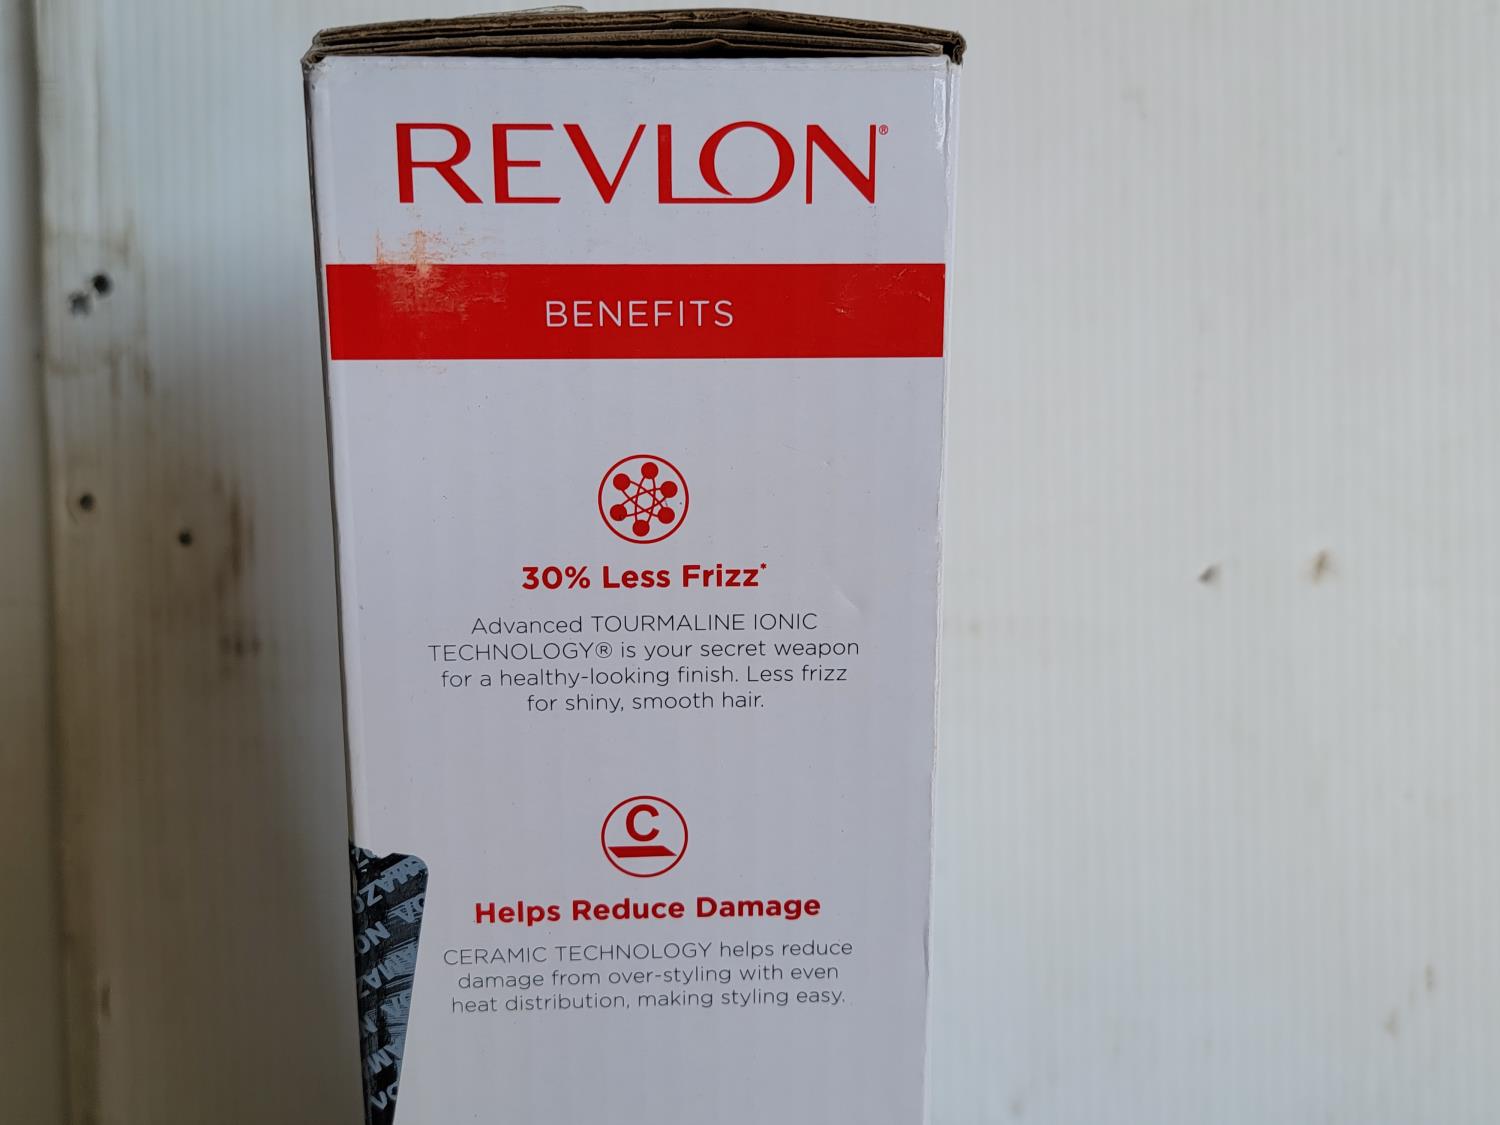 REVLON®
BENEFITS
30% Less Frizz*
Advanced TOURMALINE IONIC
TECHNOLOGY® is your secret weapon
for a healthy-looking finish. Less frizz
for shiny, smooth hair.
C
Helps Reduce Damage
CERAMIC TECHNOLOGY helps reduce
damage from over-styling with even
heat distribution, making styling easy.